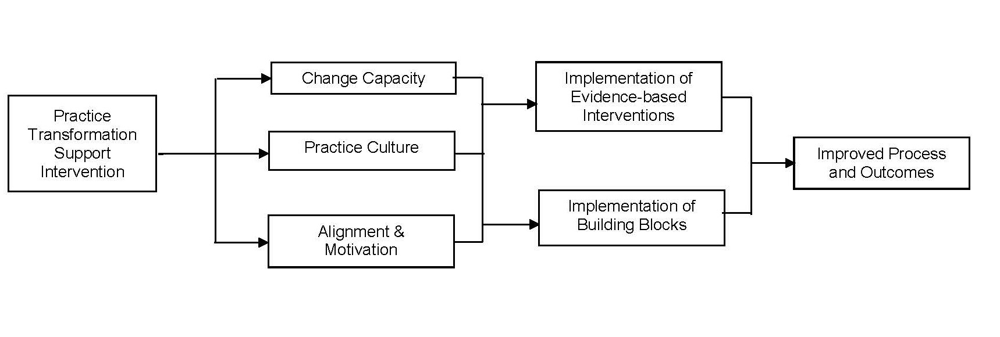 Practice
Transformation
Support
Intervention
Change Capacity
Practice Culture
Alignment &
Motivation
Implementation of
Evidence-based
Interventions
Implementation of
Building Blocks
Improved Process
and Outcomes